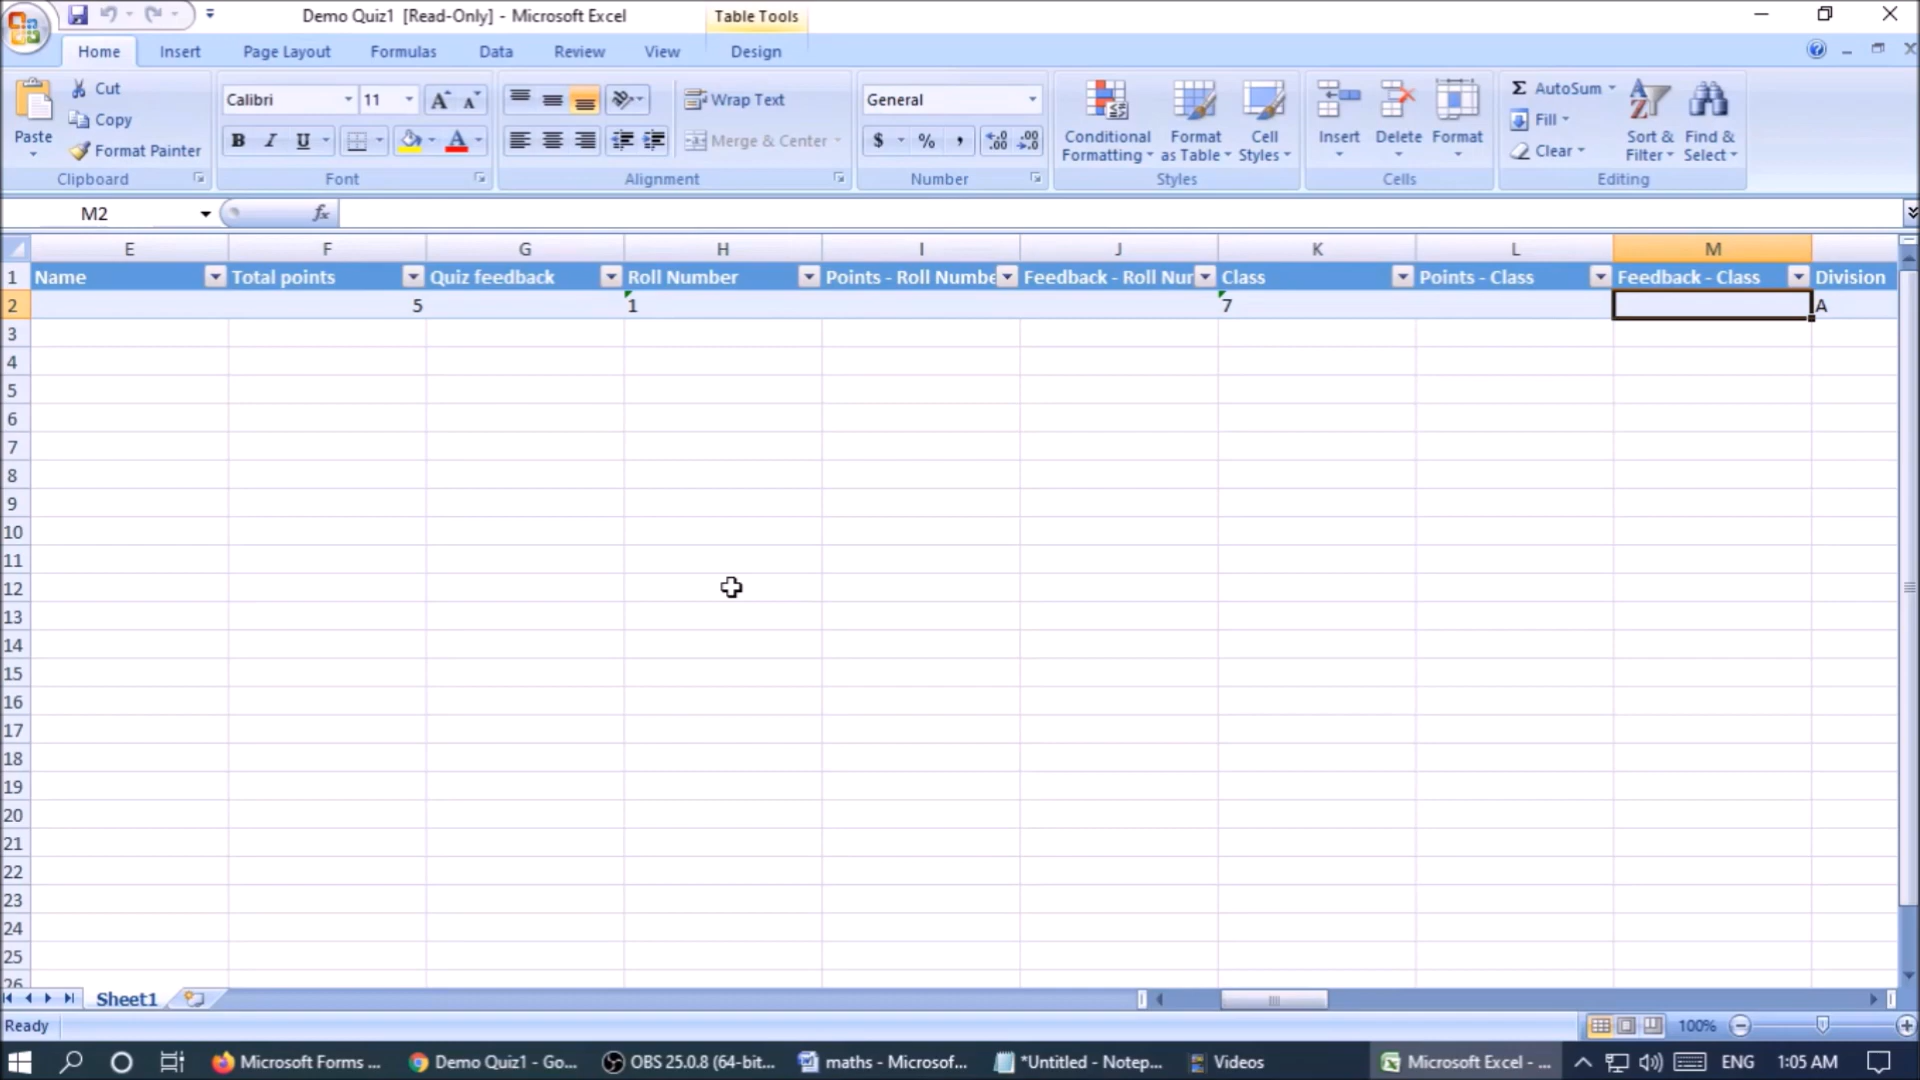 Demo Quiz1 [Read-Only] - Microsoft Excel
Table Tools
Home Insert Page Layout Formulas Data Review View Design
Paste
Cut
Copy
Format Painter
Clipboard
Calibri 11
B I U
Font
Wrap Text
Merge & Center
Alignment
General
$ % ,
Number
Conditional Formatting
Format as Table
Cell Styles
Styles
Insert Delete Format
Cells
AutoSum
Fill
Clear
Sort & Filter
Find & Select
Editing
M2 fx
E F G H I J K L M
1 Name Total points Quiz feedback Roll Number Points - Roll Numbe Feedback - Roll Nur Class Points - Class Feedback - Class Division
2 5 1 7 A
3
4
5
6
7
8
9
10
11
12
13
14
15
16
17
18
19
20
21
22
23
24
25
26
Sheet1
Ready 100%
Microsoft Forms ... Demo Quiz1 - Go... OBS 25.0.8 (64-bit... maths - Microsof... *Untitled - Notep... Videos Microsoft Excel - ... ENG 1:05 AM